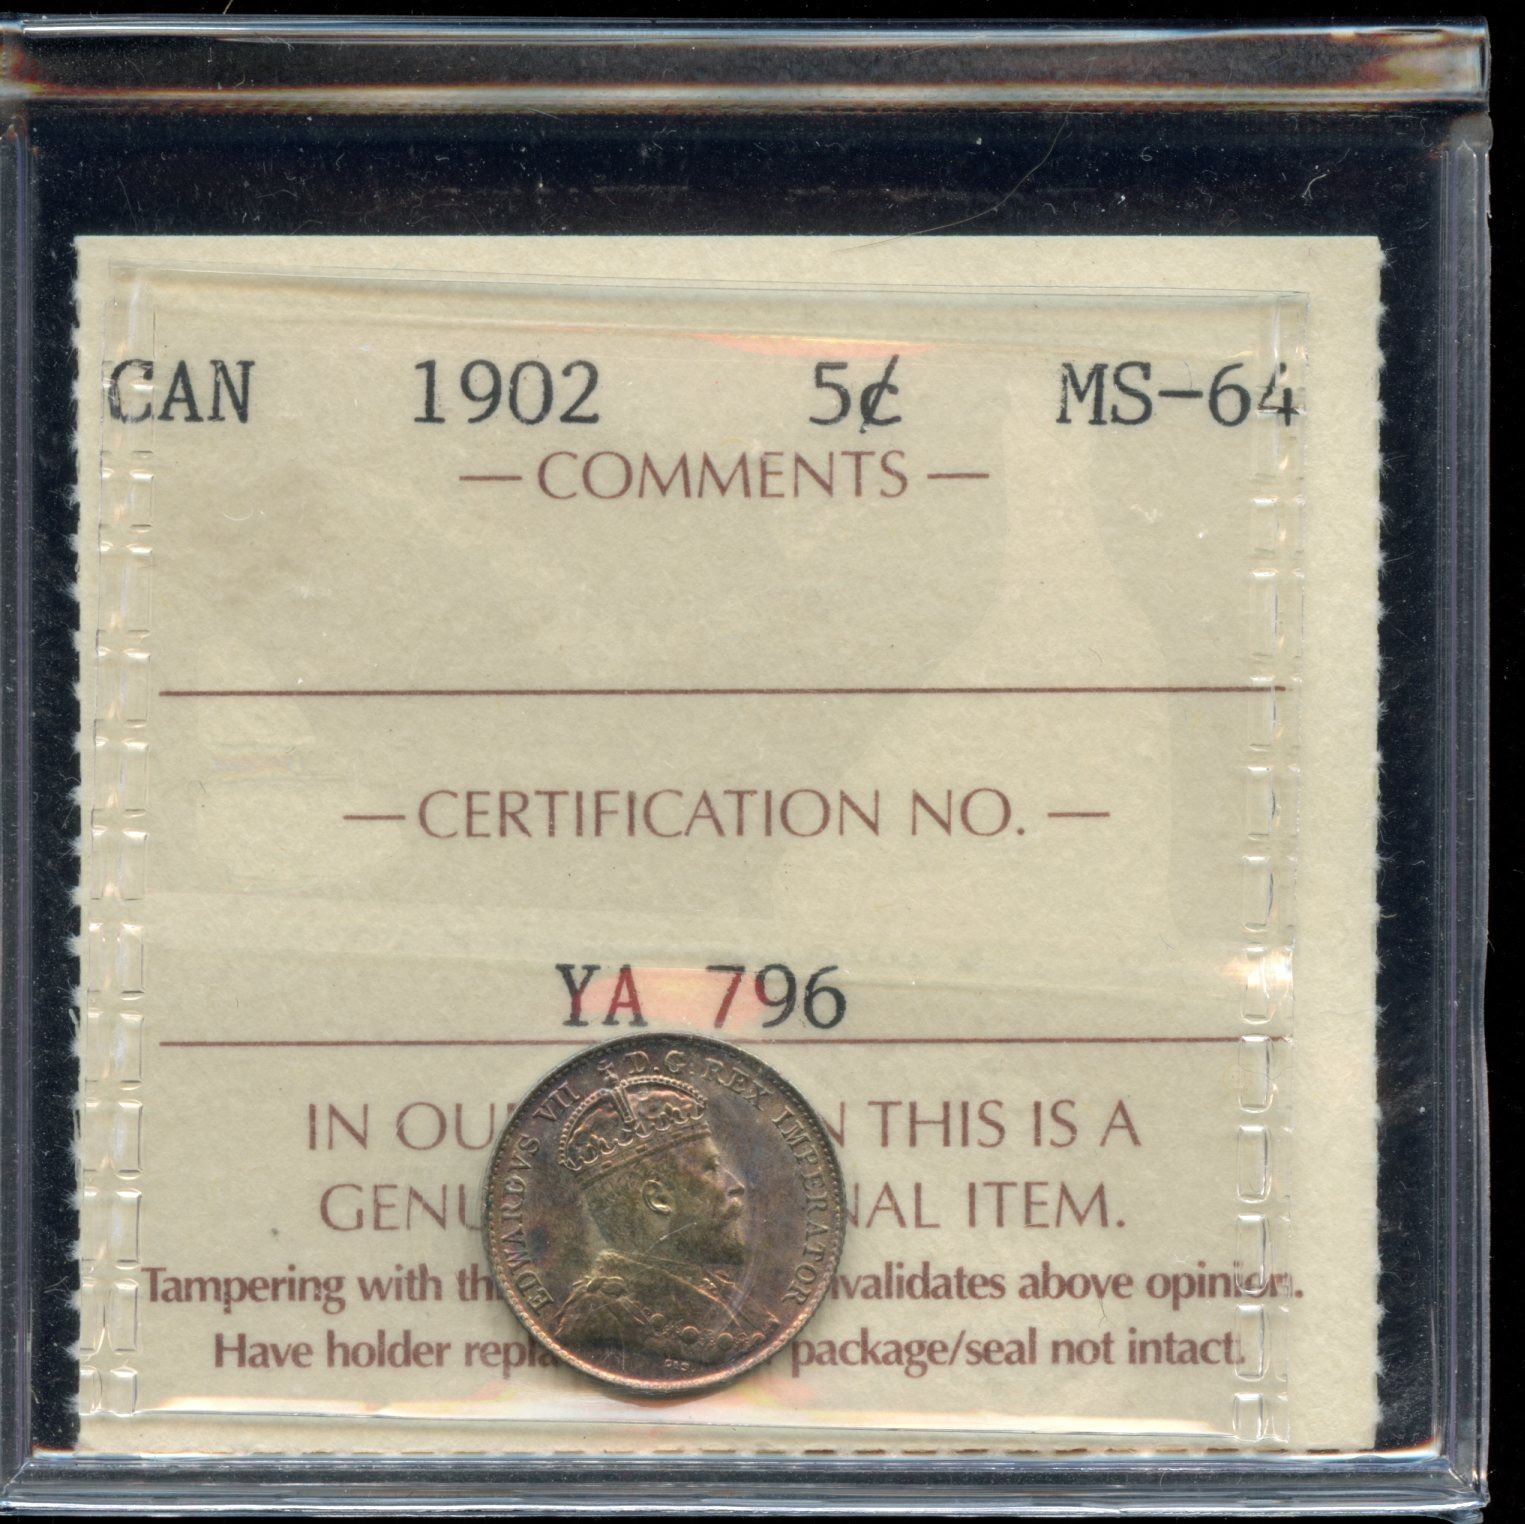 CAN 1902 5¢ MS-64
— COMMENTS —
— CERTIFICATION NO. —
YA 796
IN OU N THIS IS A
GENU NAL ITEM.
Tampering with th nvalidates above opinion.
Have holder repla package/seal not intact.
EDWARDVS VII D.G. REX IMPERATOR